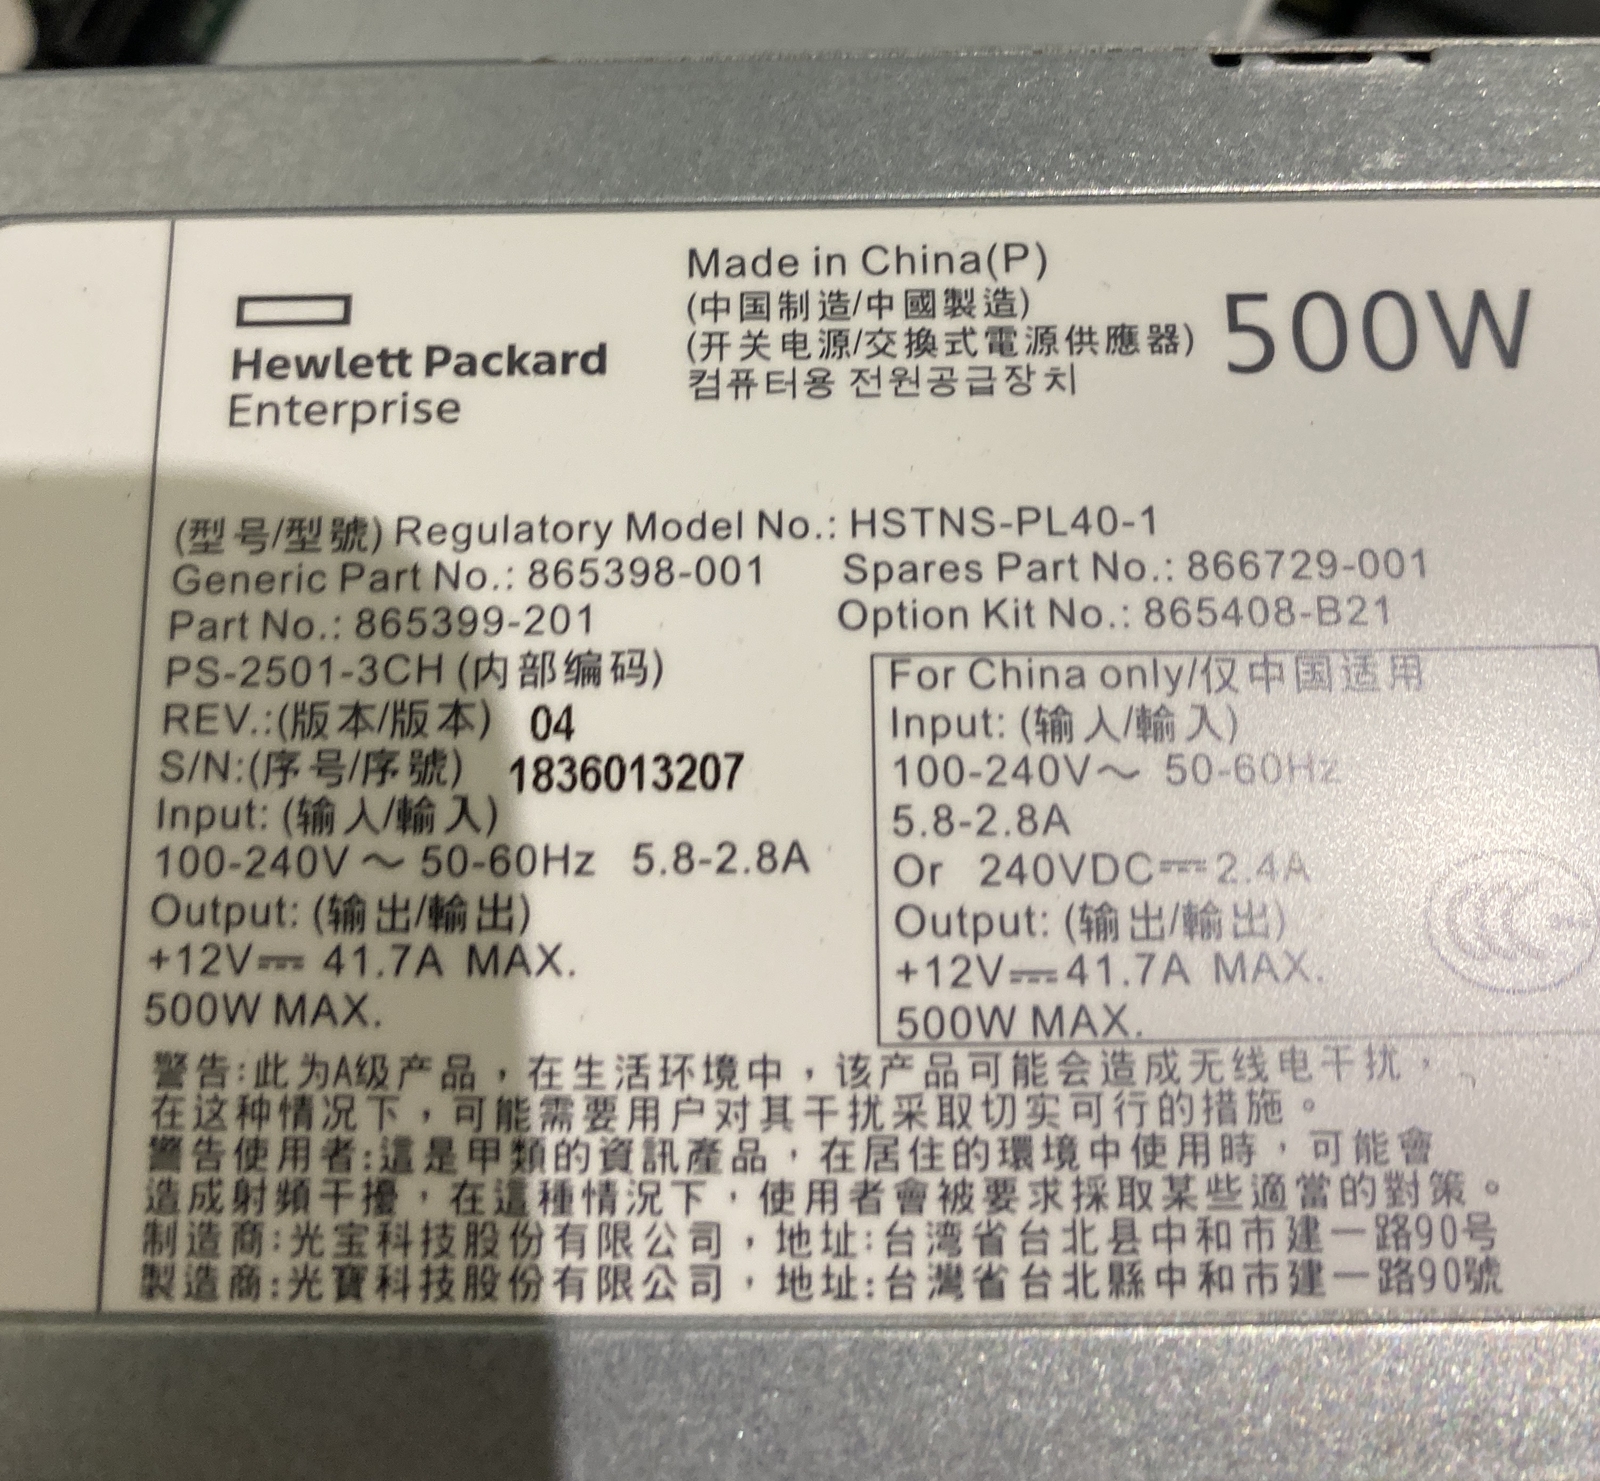 Made in China(P)
(中国制造/中國製造)
(开关电源/交換式電源供應器)
컴퓨터용 전원공급장치
500W
Hewlett Packard
Enterprise
(型号/型號) Regulatory Model No.: HSTNS-PL40-1
Generic Part No.: 865398-001 Spares Part No.: 866729-001
Part No.: 865399-201 Option Kit No.: 865408-B21
PS-2501-3CH (内部编码)
REV.:(版本/版本) 04
S/N:(序号/序號) 1836013207
Input: (输入/輸入)
100-240V～ 50-60Hz 5.8-2.8A
Output: (输出/輸出)
+12V⎓ 41.7A MAX.
500W MAX.
For China only/仅中国适用
Input: (输入/輸入)
100-240V～ 50-60Hz
5.8-2.8A
Or 240VDC⎓2.4A
Output: (输出/輸出)
+12V⎓41.7A MAX.
500W MAX.
CCC
警告:此为A级产品，在生活环境中，该产品可能会造成无线电干扰，
在这种情况下，可能需要用户对其干扰采取切实可行的措施。
警告使用者:這是甲類的資訊產品，在居住的環境中使用時，可能會
造成射頻干擾，在這種情況下，使用者會被要求採取某些適當的對策。
制造商:光宝科技股份有限公司，地址:台湾省台北县中和市建一路90号
製造商:光寶科技股份有限公司，地址:台灣省台北縣中和市建一路90號